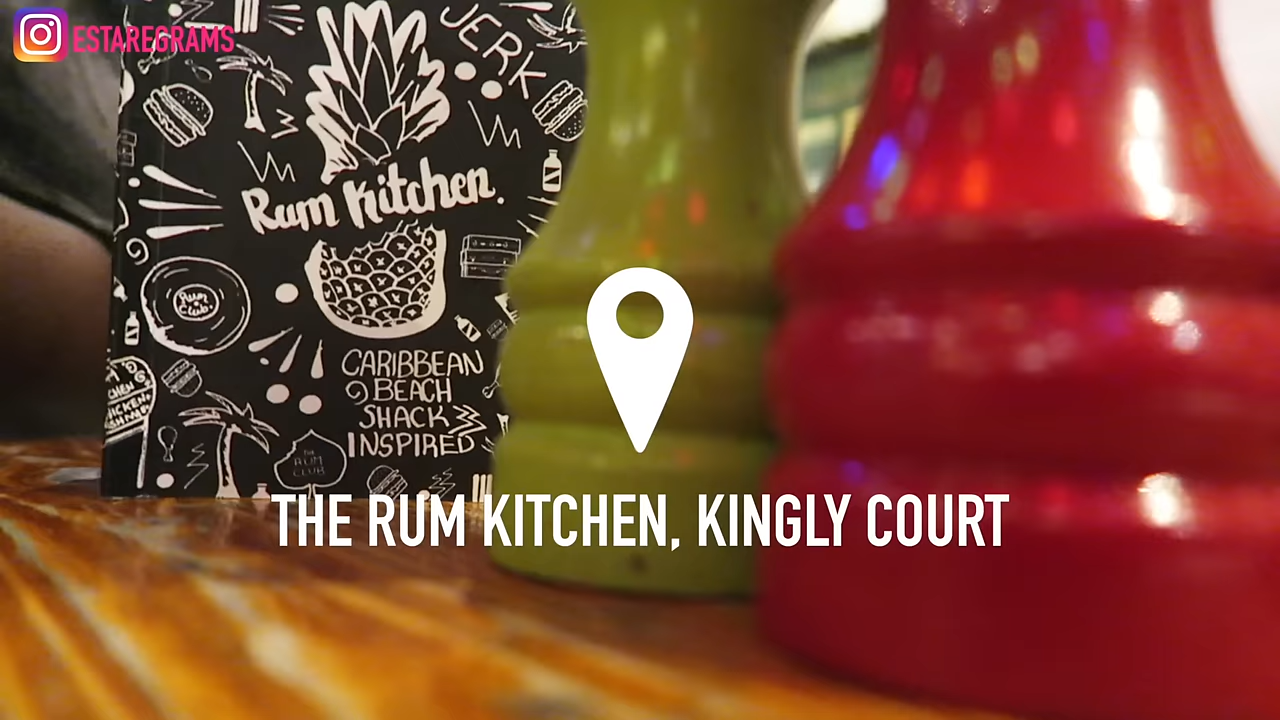 ESTAREGRAMS
JERK
Rum Kitchen.
Rum
Club.
CARIBBEAN
BEACH
SHACK
INSPIRED
THE
RUM
CLUB
THE RUM KITCHEN, KINGLY COURT